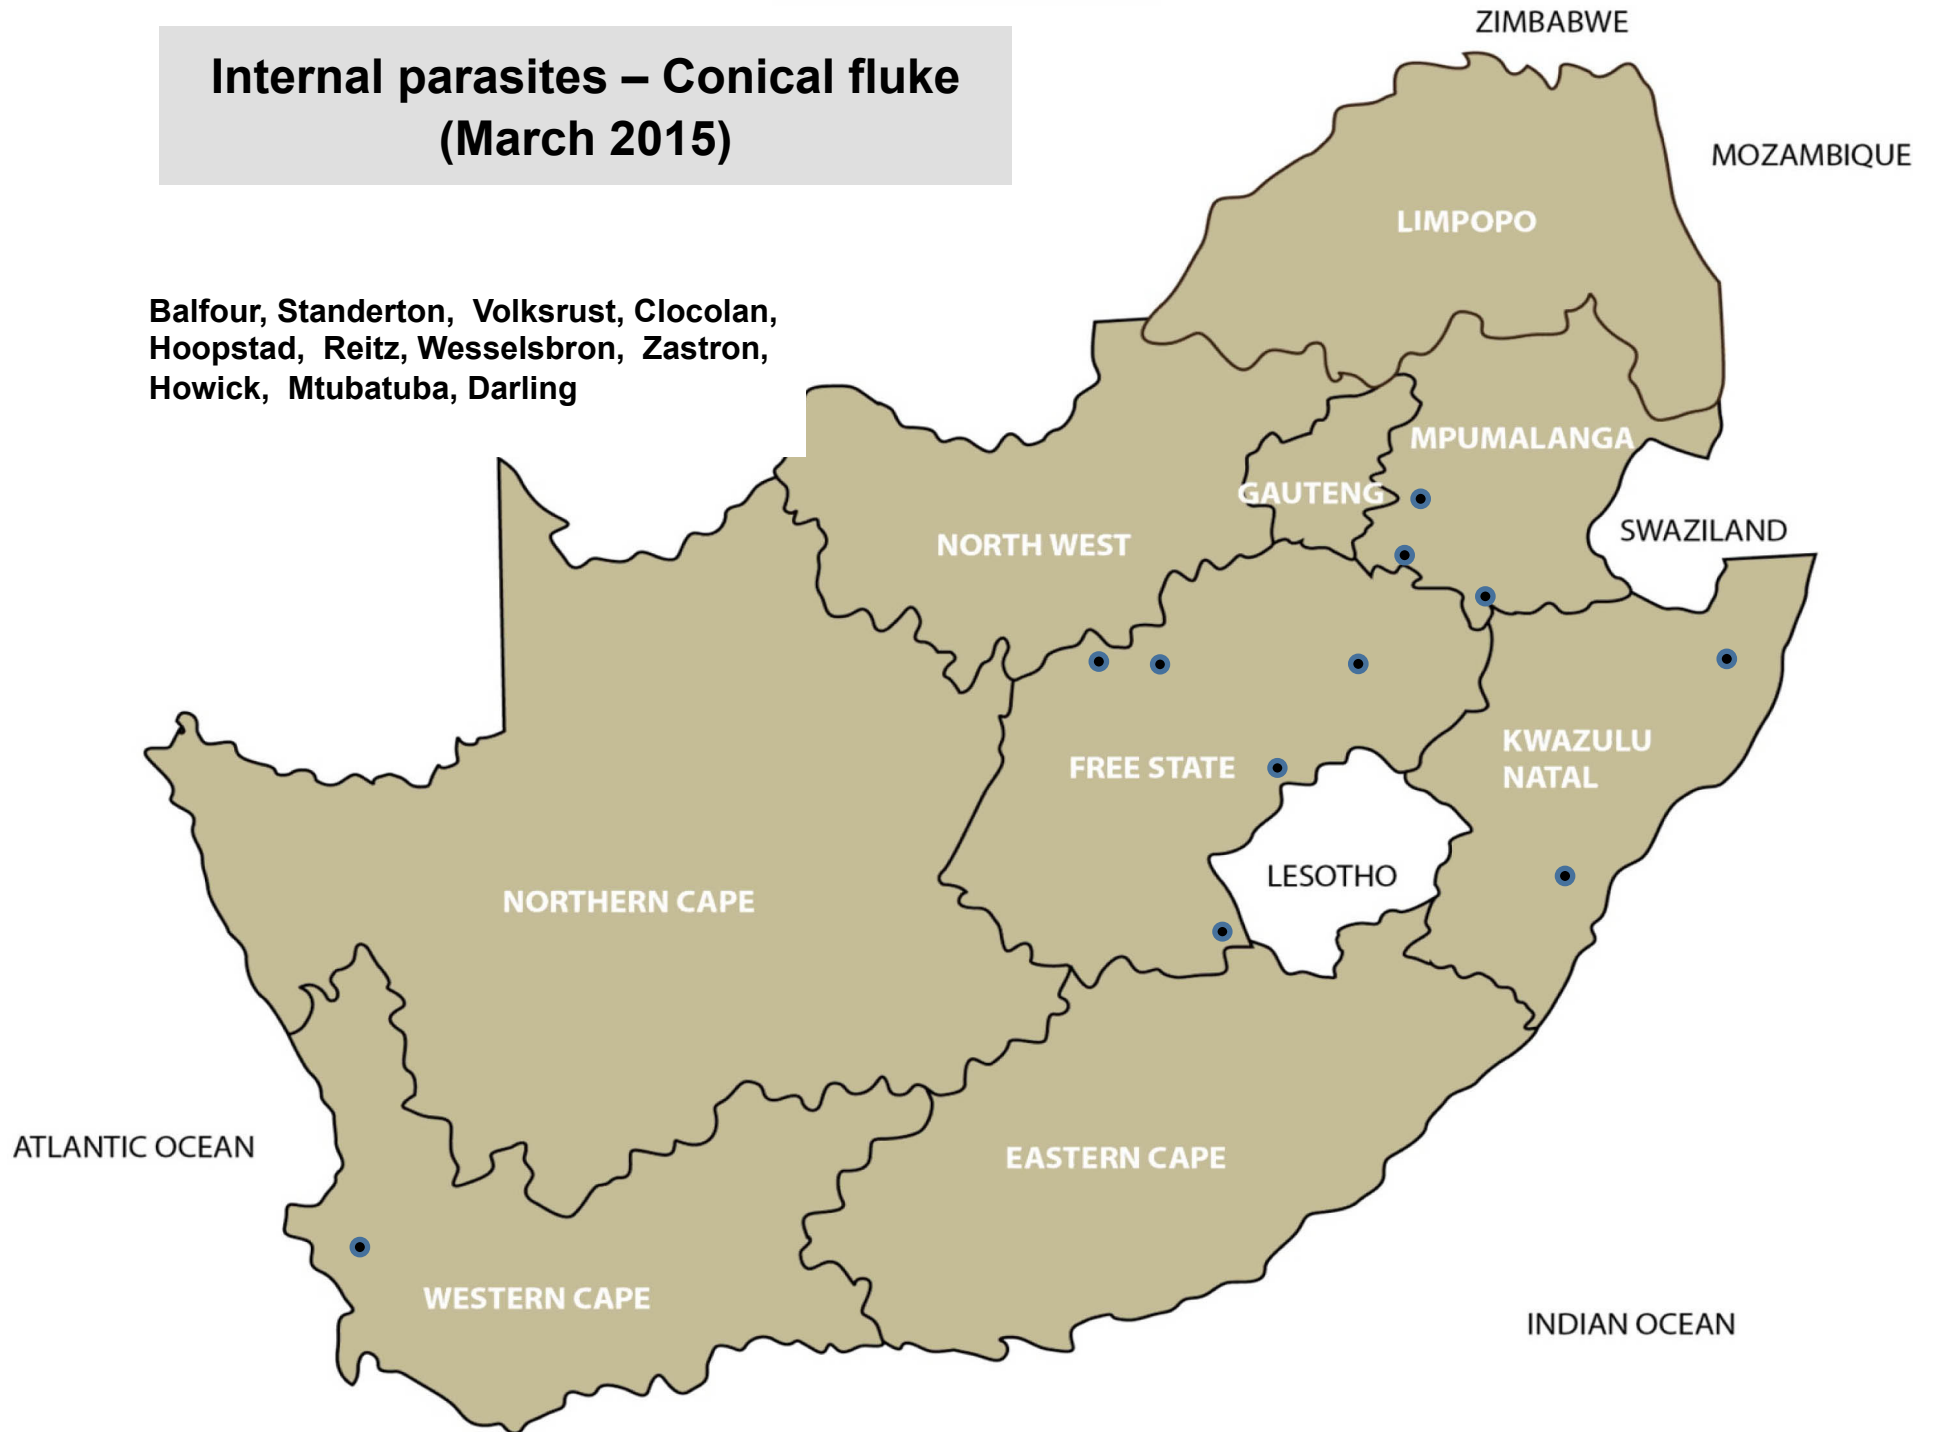 Internal parasites – Conical fluke
(March 2015)
Balfour, Standerton,  Volksrust, Clocolan,
Hoopstad,  Reitz, Wesselsbron,  Zastron,
Howick,  Mtubatuba, Darling
ZIMBABWE
MOZAMBIQUE
LIMPOPO
MPUMALANGA
GAUTENG
SWAZILAND
NORTH WEST
KWAZULU
NATAL
FREE STATE
LESOTHO
NORTHERN CAPE
ATLANTIC OCEAN
EASTERN CAPE
WESTERN CAPE
INDIAN OCEAN